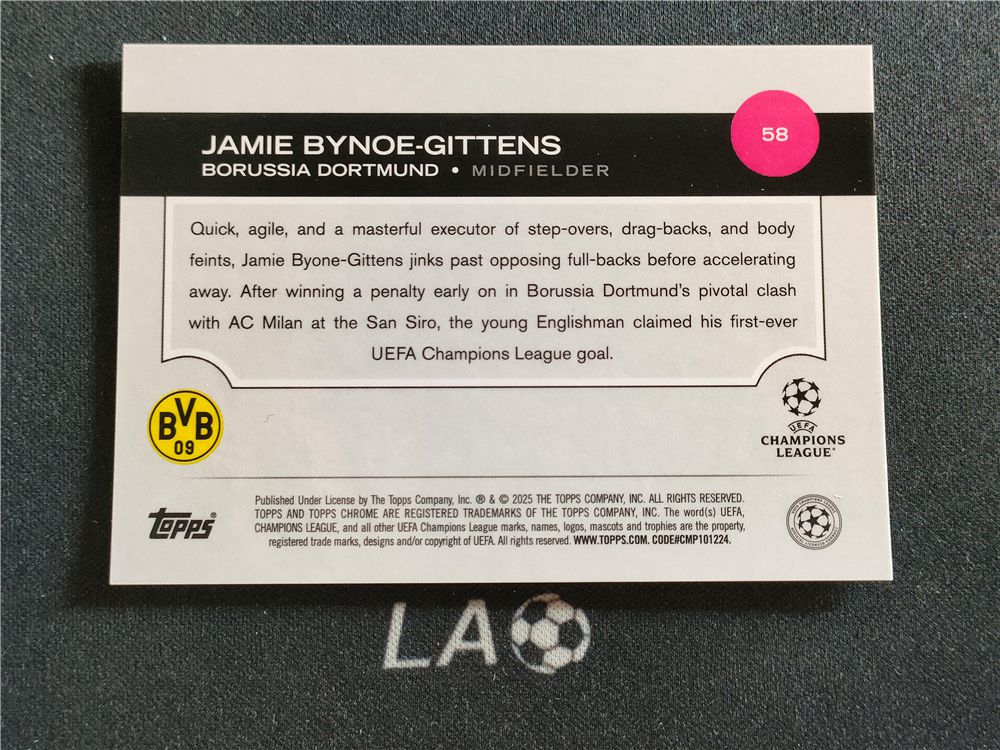 58
JAMIE BYNOE-GITTENS
BORUSSIA DORTMUND • MIDFIELDER
Quick, agile, and a masterful executor of step-overs, drag-backs, and body
feints, Jamie Byone-Gittens jinks past opposing full-backs before accelerating
away. After winning a penalty early on in Borussia Dortmund's pivotal clash
with AC Milan at the San Siro, the young Englishman claimed his first-ever
UEFA Champions League goal.
BVB
09
UEFA
CHAMPIONS
LEAGUE®
Topps®
Published Under License by The Topps Company, Inc. ® & © 2025 THE TOPPS COMPANY, INC. ALL RIGHTS RESERVED.
TOPPS AND TOPPS CHROME ARE REGISTERED TRADEMARKS OF THE TOPPS COMPANY, INC. The word(s) UEFA,
CHAMPIONS LEAGUE, and all other UEFA Champions League marks, names, logos, mascots and trophies are the property,
registered trade marks, designs and/or copyright of UEFA. All rights reserved. WWW.TOPPS.COM. CODE#CMP101224.
LAO